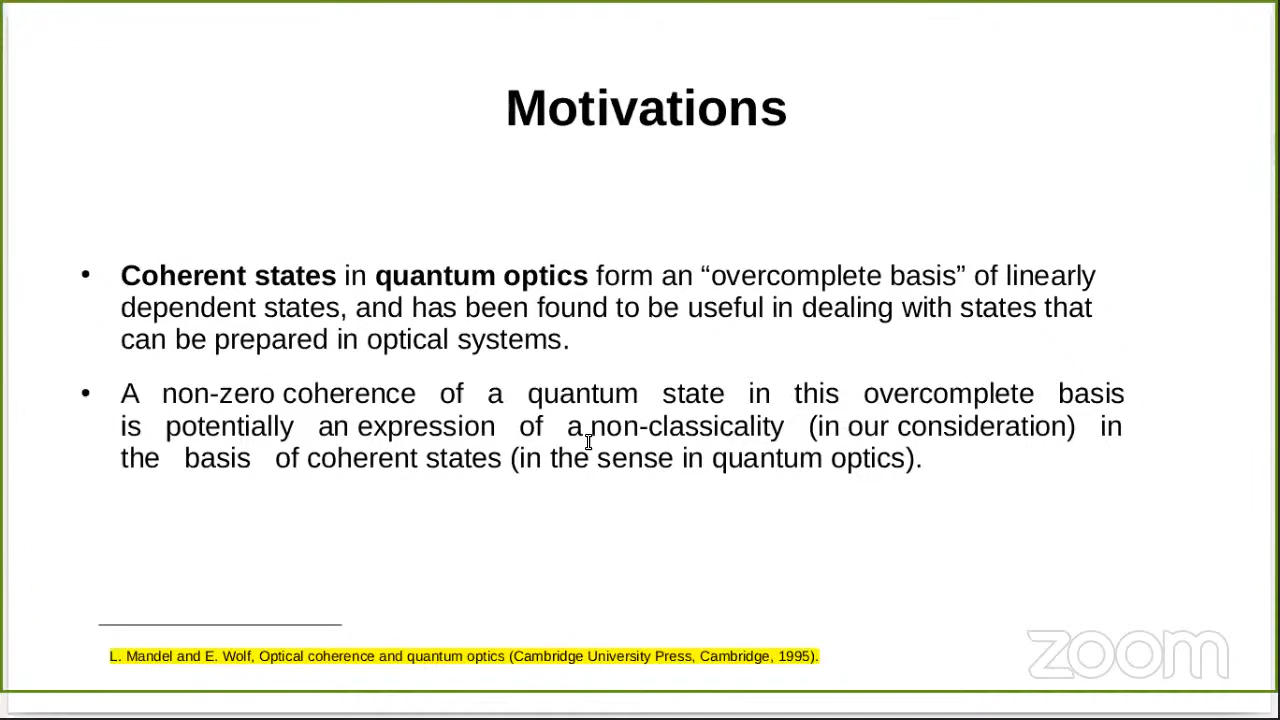 Motivations
• Coherent states in quantum optics form an “overcomplete basis” of linearly
dependent states, and has been found to be useful in dealing with states that
can be prepared in optical systems.
• A non-zero coherence of a quantum state in this overcomplete basis
is potentially an expression of a non-classicality (in our consideration) in
the basis of coherent states (in the sense in quantum optics).
L. Mandel and E. Wolf, Optical coherence and quantum optics (Cambridge University Press, Cambridge, 1995).
zoom